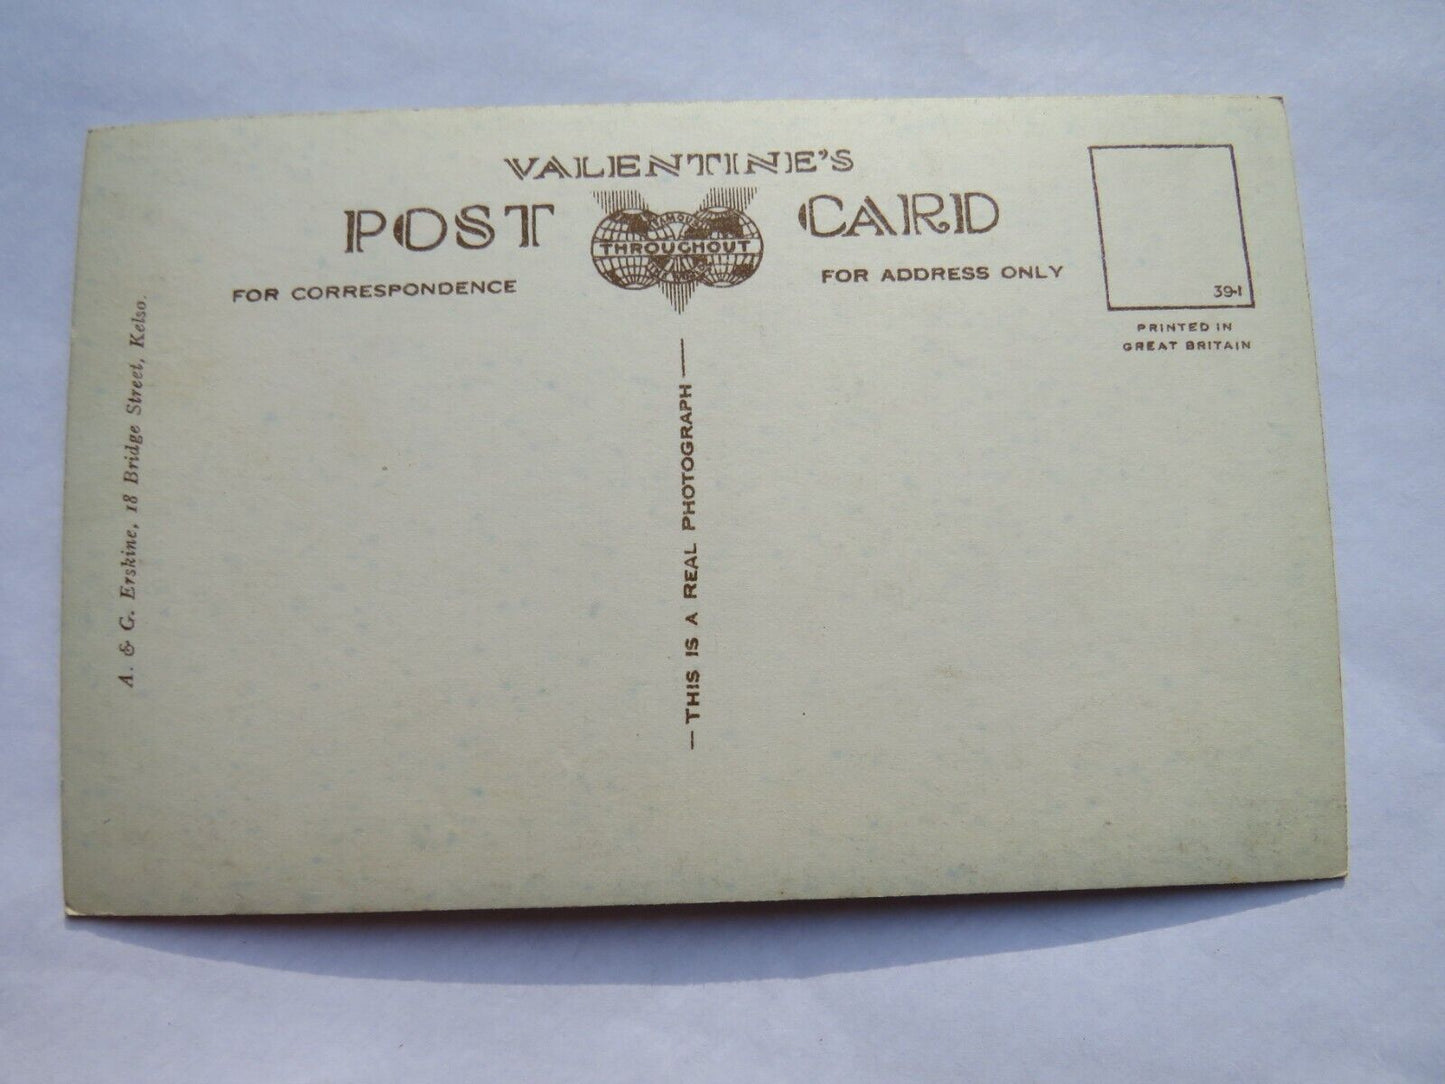 VALENTINE'S
POST CARD
FAMOUS
THROUGHOUT
FOR CORRESPONDENCE
FOR ADDRESS ONLY
39-1
PRINTED IN
GREAT BRITAIN
— THIS IS A REAL PHOTOGRAPH —
A. & G. Erskine, 18 Bridge Street, Kelso.